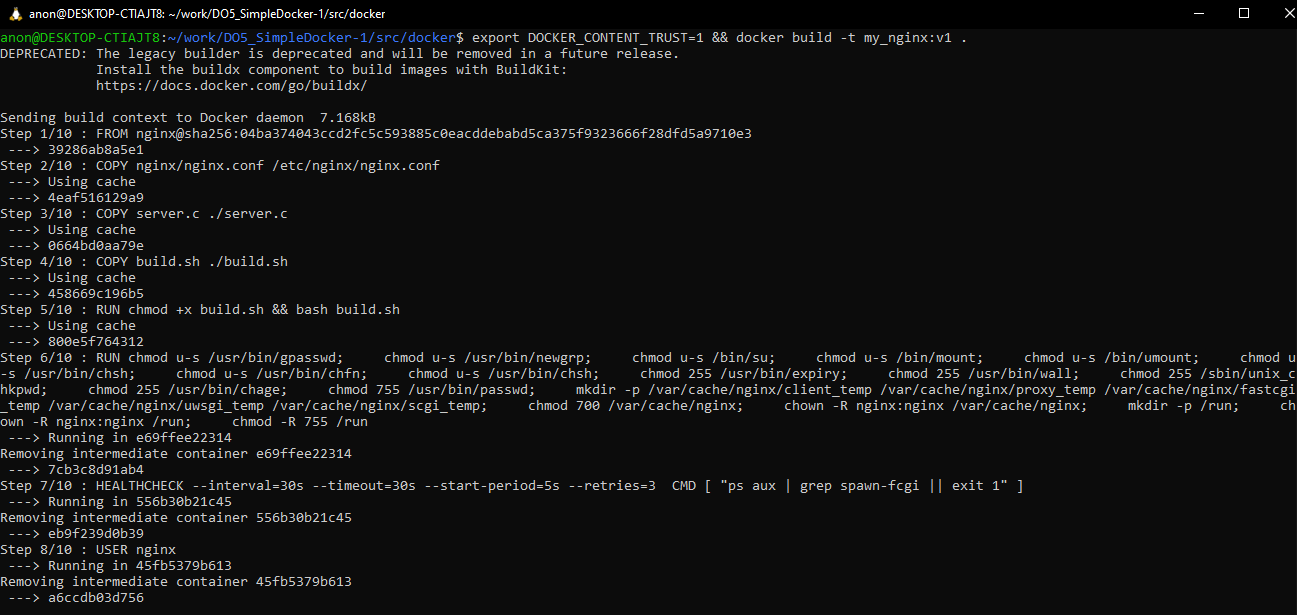 anon@DESKTOP-CTIAJT8: ~/work/DO5_SimpleDocker-1/src/docker
anon@DESKTOP-CTIAJT8:~/work/DO5_SimpleDocker-1/src/docker$ export DOCKER_CONTENT_TRUST=1 && docker build -t my_nginx:v1 .
DEPRECATED: The legacy builder is deprecated and will be removed in a future release.
            Install the buildx component to build images with BuildKit:
            https://docs.docker.com/go/buildx/

Sending build context to Docker daemon  7.168kB
Step 1/10 : FROM nginx@sha256:04ba374043ccd2fc5c593885c0eacddebabd5ca375f9323666f28dfd5a9710e3
 ---> 39286ab8a5e1
Step 2/10 : COPY nginx/nginx.conf /etc/nginx/nginx.conf
 ---> Using cache
 ---> 4eaf516129a9
Step 3/10 : COPY server.c ./server.c
 ---> Using cache
 ---> 0664bd0aa79e
Step 4/10 : COPY build.sh ./build.sh
 ---> Using cache
 ---> 458669c196b5
Step 5/10 : RUN chmod +x build.sh && bash build.sh
 ---> Using cache
 ---> 800e5f764312
Step 6/10 : RUN chmod u-s /usr/bin/gpasswd;     chmod u-s /usr/bin/newgrp;     chmod u-s /bin/su;     chmod u-s /bin/mount;     chmod u-s /bin/umount;     chmod u
-s /usr/bin/chsh;     chmod u-s /usr/bin/chfn;     chmod u-s /usr/bin/chsh;     chmod 255 /usr/bin/expiry;     chmod 255 /usr/bin/wall;     chmod 255 /sbin/unix_c
hkpwd;     chmod 255 /usr/bin/chage;     chmod 755 /usr/bin/passwd;     mkdir -p /var/cache/nginx/client_temp /var/cache/nginx/proxy_temp /var/cache/nginx/fastcgi
_temp /var/cache/nginx/uwsgi_temp /var/cache/nginx/scgi_temp;     chmod 700 /var/cache/nginx;     chown -R nginx:nginx /var/cache/nginx;     mkdir -p /run;     ch
own -R nginx:nginx /run;     chmod -R 755 /run
 ---> Running in e69ffee22314
Removing intermediate container e69ffee22314
 ---> 7cb3c8d91ab4
Step 7/10 : HEALTHCHECK --interval=30s --timeout=30s --start-period=5s --retries=3  CMD [ "ps aux | grep spawn-fcgi || exit 1" ]
 ---> Running in 556b30b21c45
Removing intermediate container 556b30b21c45
 ---> eb9f239d0b39
Step 8/10 : USER nginx
 ---> Running in 45fb5379b613
Removing intermediate container 45fb5379b613
 ---> a6ccdb03d756